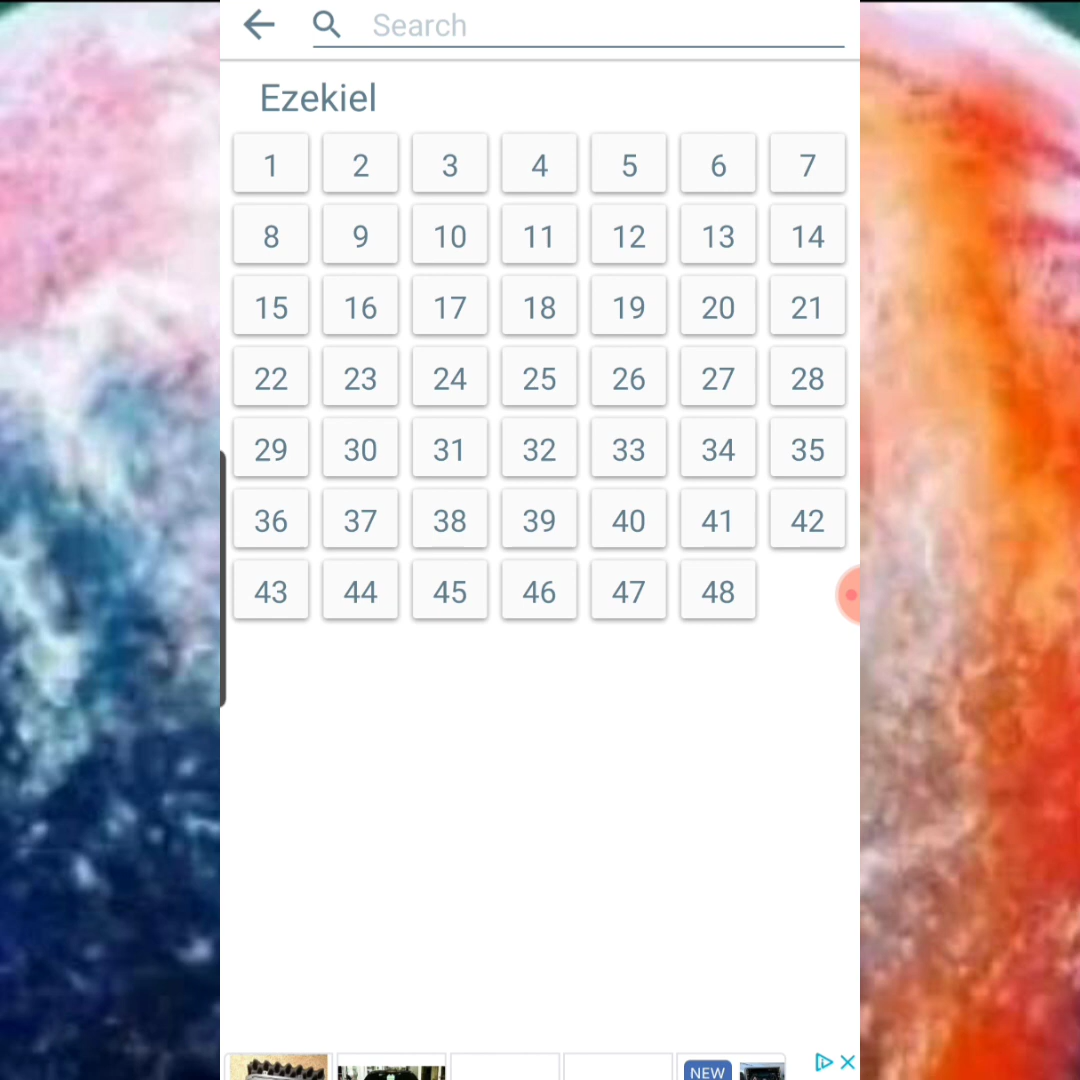 Search
Ezekiel
1 2 3 4 5 6 7
8 9 10 11 12 13 14
15 16 17 18 19 20 21
22 23 24 25 26 27 28
29 30 31 32 33 34 35
36 37 38 39 40 41 42
43 44 45 46 47 48
NEW